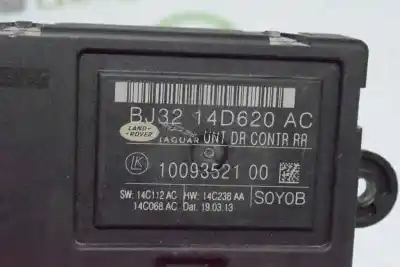 BJ32 14D620 AC
LAND-
ROVER
JAGUAR UNT DR CONTR RR
LK
10093521 00
SW: 14C112 AC HW: 14C238 AA
14C068 AC Dat. 19.03.13
SOYOB